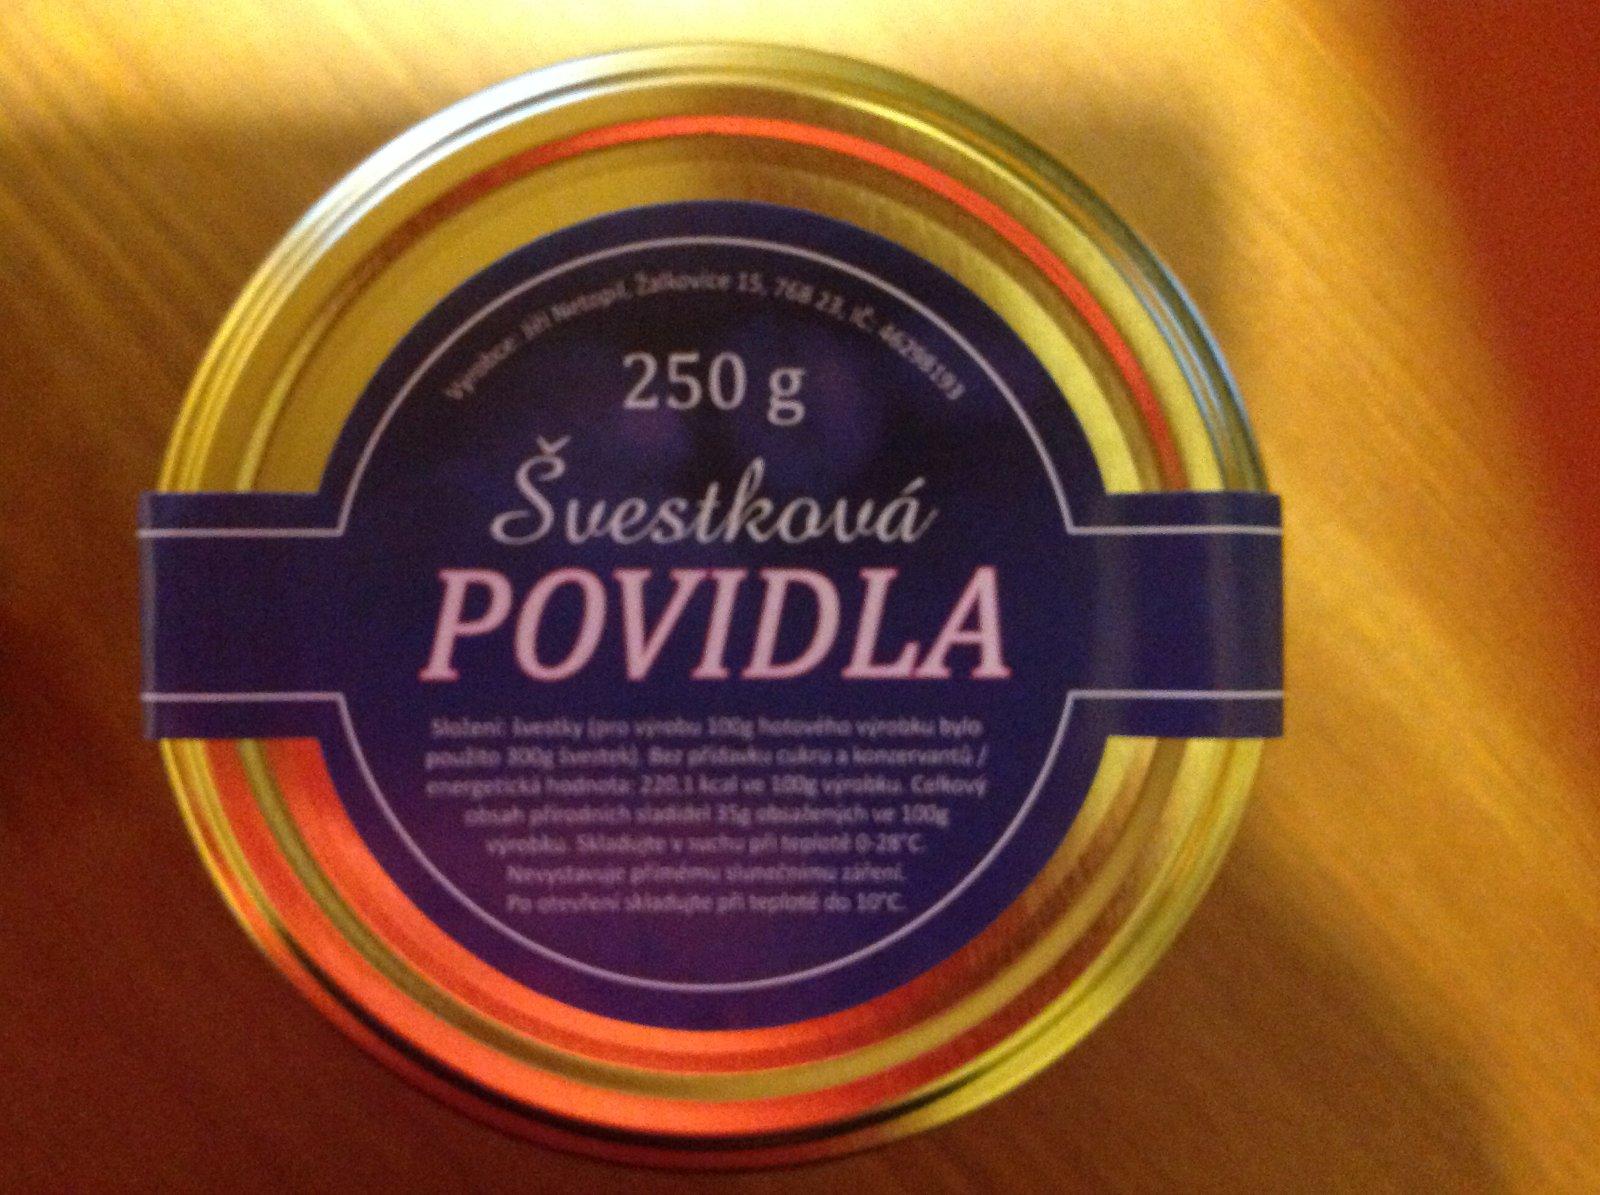 Výrobce: Jiří Netopil, Žalkovice 15, 768 23, IČ: 46298193
250 g
Švestková
POVIDLA
Složení: švestky (pro výrobu 100g hotového výrobku bylo
použito 300g švestek). Bez přídavku cukru a konzervantů /
energetická hodnota: 220,1 kcal ve 100g výrobku. Celkový
obsah přírodních sladidel 35g obsažených ve 100g
výrobku. Skladujte v suchu při teplotě 0-28°C.
Nevystavuje přímému slunečnímu záření.
Po otevření skladujte při teplotě do 10°C.